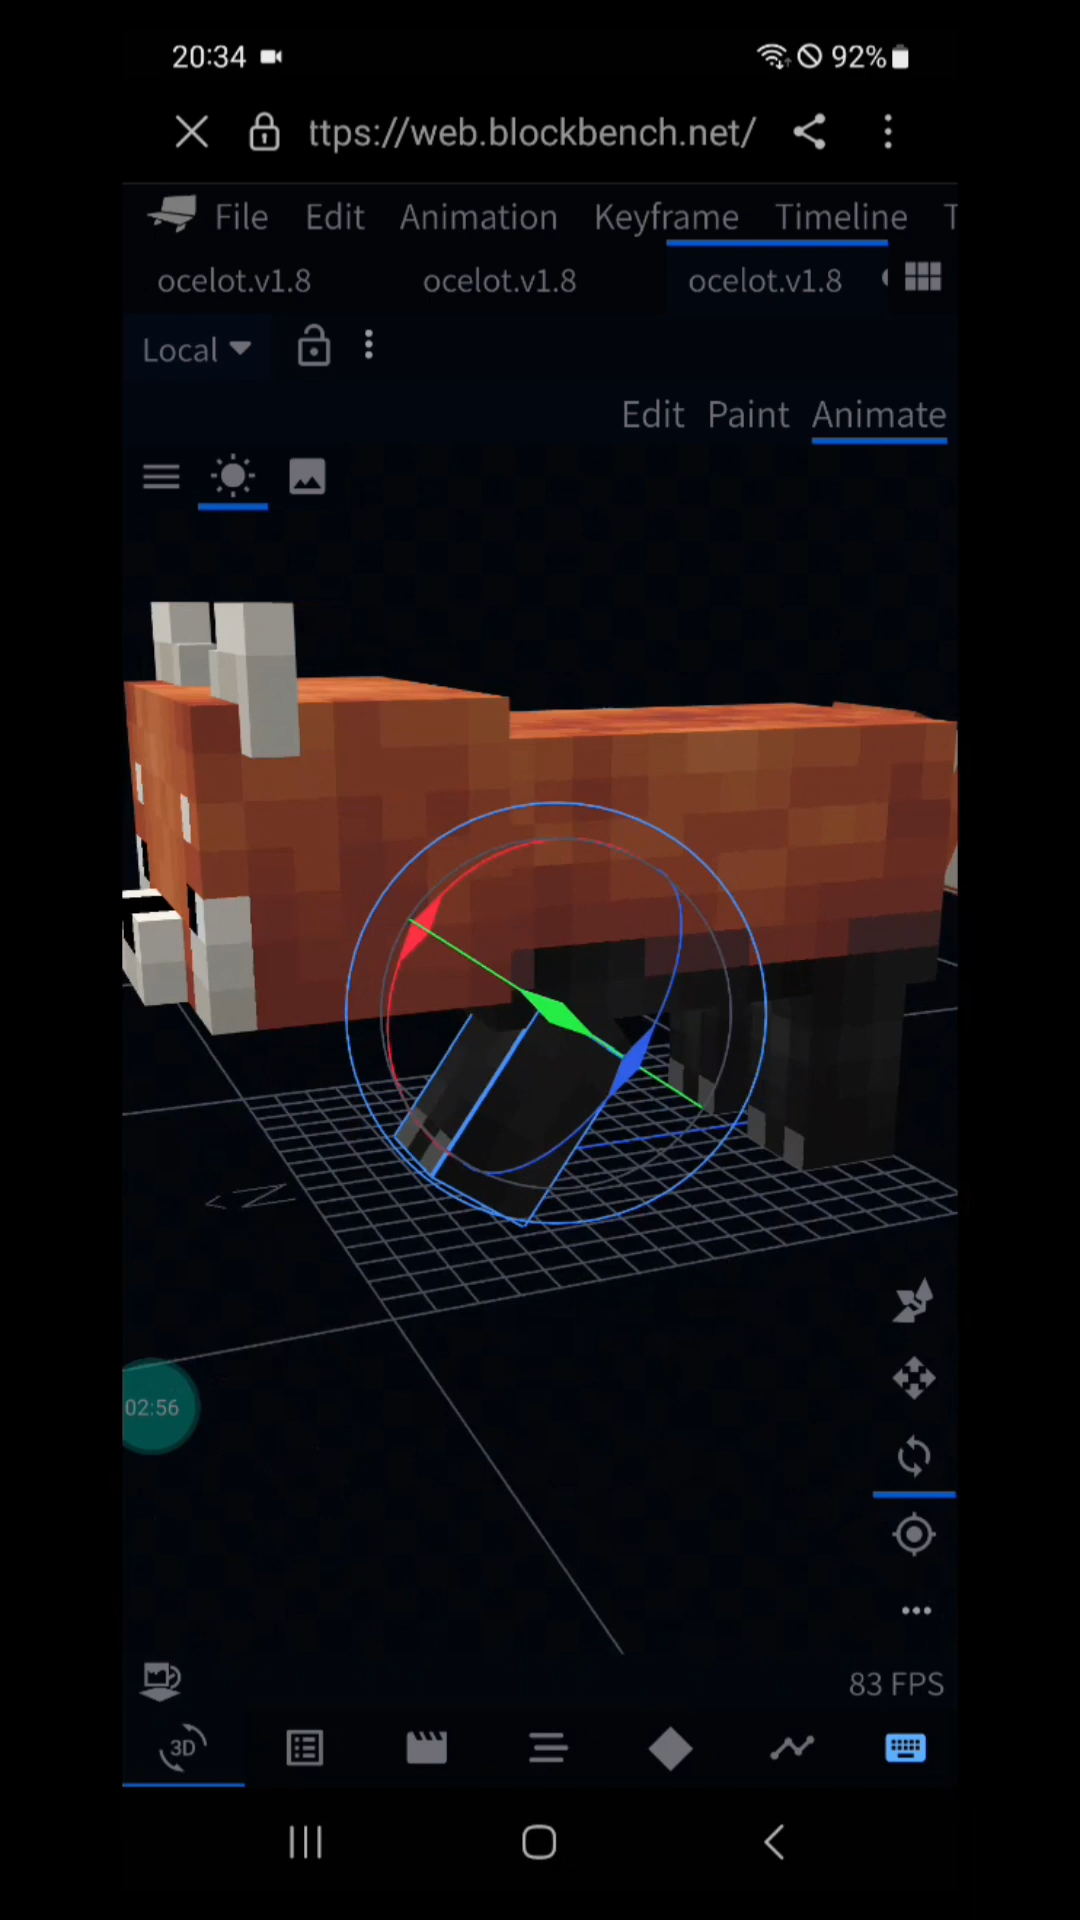 20:34 92%
ttps://web.blockbench.net/
File Edit Animation Keyframe Timeline T
ocelot.v1.8 ocelot.v1.8 ocelot.v1.8
Local
Edit Paint Animate
N
02:56
83 FPS
3D